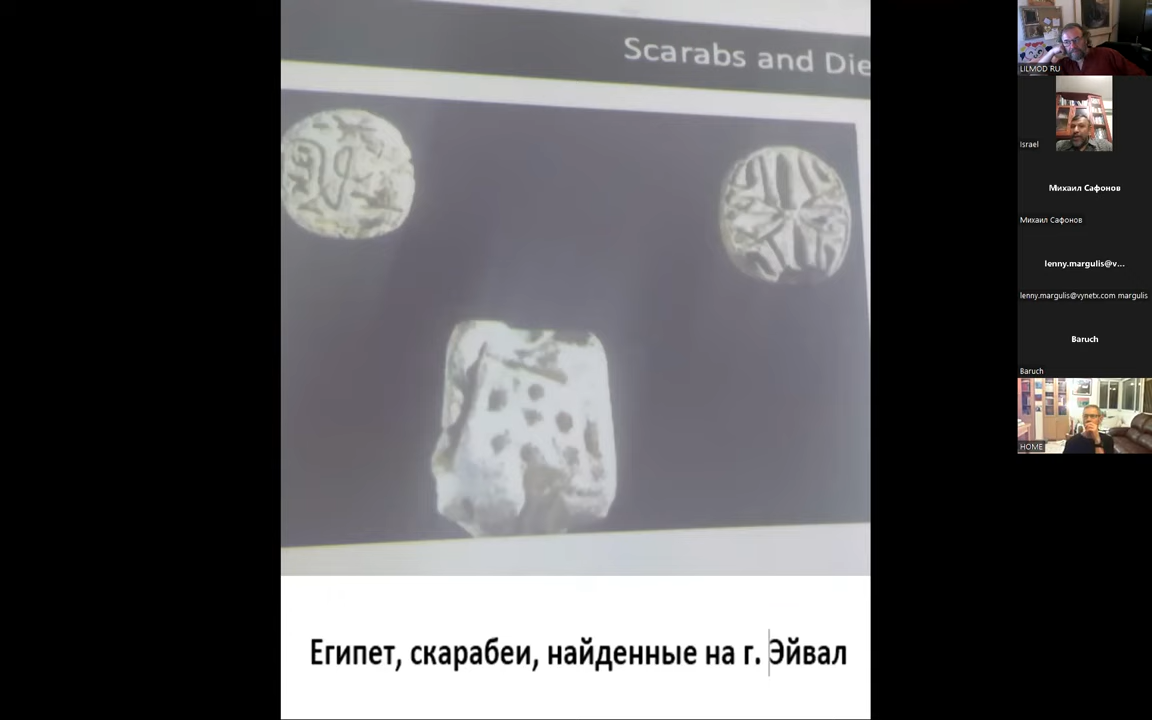 Scarabs and Die
Египет, скарабеи, найденные на г. Эйвал
LILMOD RU
Israel
Михаил Сафонов
Михаил Сафонов
lenny.margulis@v...
lenny.margulis@vynetx.com margulis
Baruch
Baruch
HOME